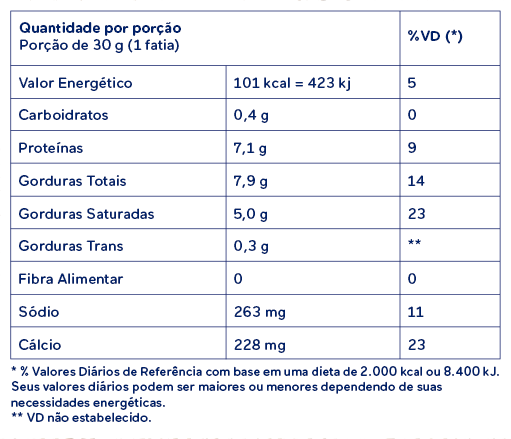 Quantidade por porção
Porção de 30 g (1 fatia)
%VD (*)
Valor Energético 101 kcal = 423 kj 5
Carboidratos 0,4 g 0
Proteínas 7,1 g 9
Gorduras Totais 7,9 g 14
Gorduras Saturadas 5,0 g 23
Gorduras Trans 0,3 g **
Fibra Alimentar 0 0
Sódio 263 mg 11
Cálcio 228 mg 23
* % Valores Diários de Referência com base em uma dieta de 2.000 kcal ou 8.400 kJ.
Seus valores diários podem ser maiores ou menores dependendo de suas
necessidades energéticas.
** VD não estabelecido.